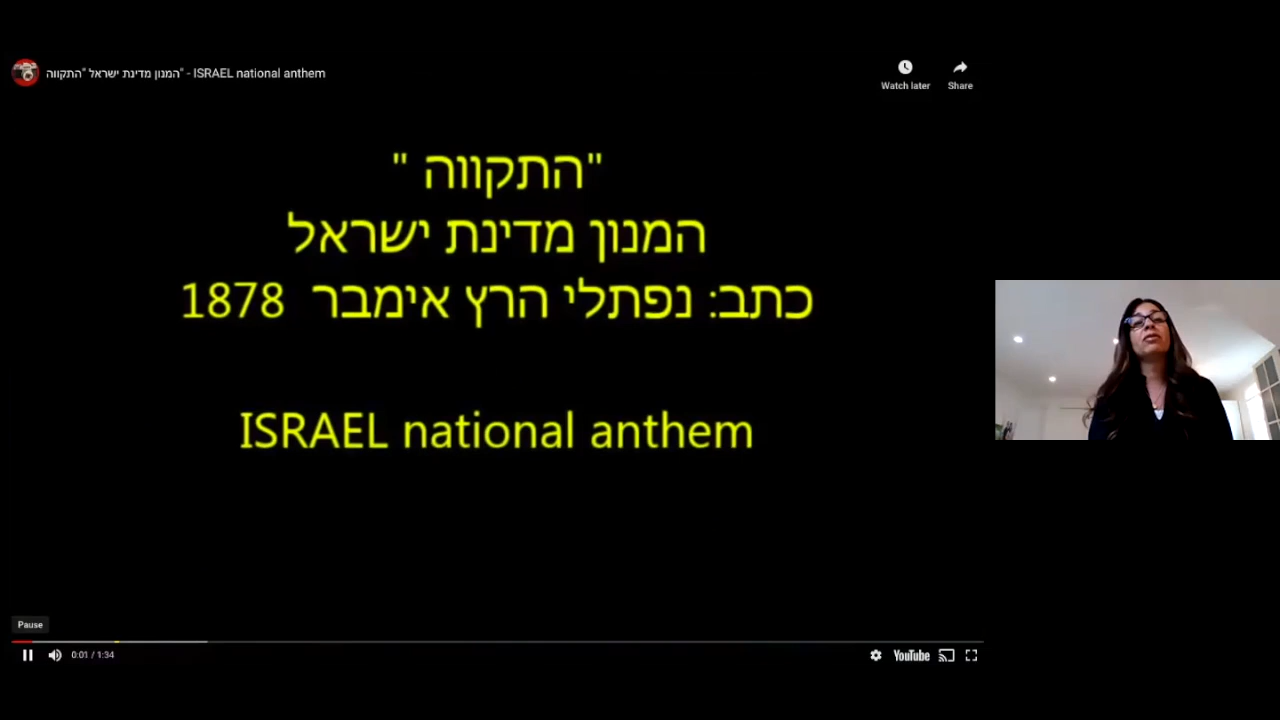 המנון מדינת ישראל "התקווה" - ISRAEL national anthem
Watch later
Share
"התקווה "
המנון מדינת ישראל
כתב: נפתלי הרץ אימבר 1878
ISRAEL national anthem
Pause
0:01 / 1:34
YouTube